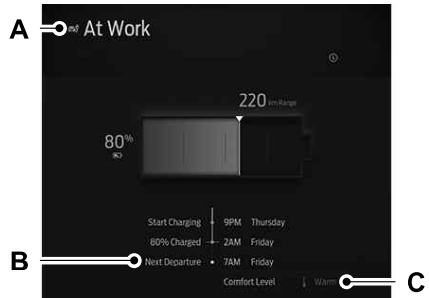 A At Work
220 km Range
80%
Start Charging 9PM Thursday
80% Charged 2AM Friday
B Next Departure 7AM Friday
Comfort Level Warm C